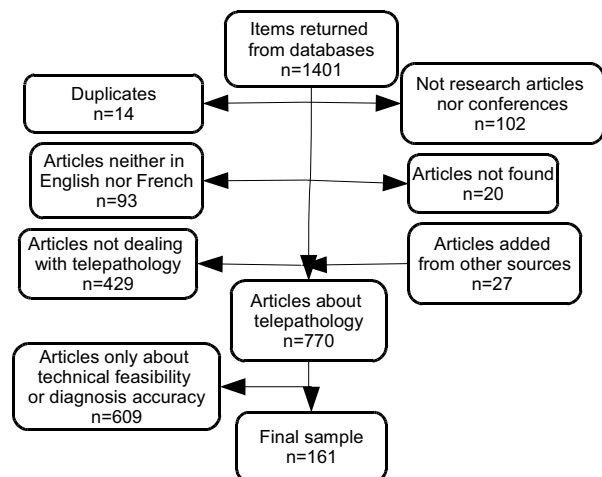 Items returned
from databases
n=1401
Duplicates
n=14
Not research articles
nor conferences
n=102
Articles neither in
English nor French
n=93
Articles not found
n=20
Articles not dealing
with telepathology
n=429
Articles added
from other sources
n=27
Articles about
telepathology
n=770
Articles only about
technical feasibility
or diagnosis accuracy
n=609
Final sample
n=161